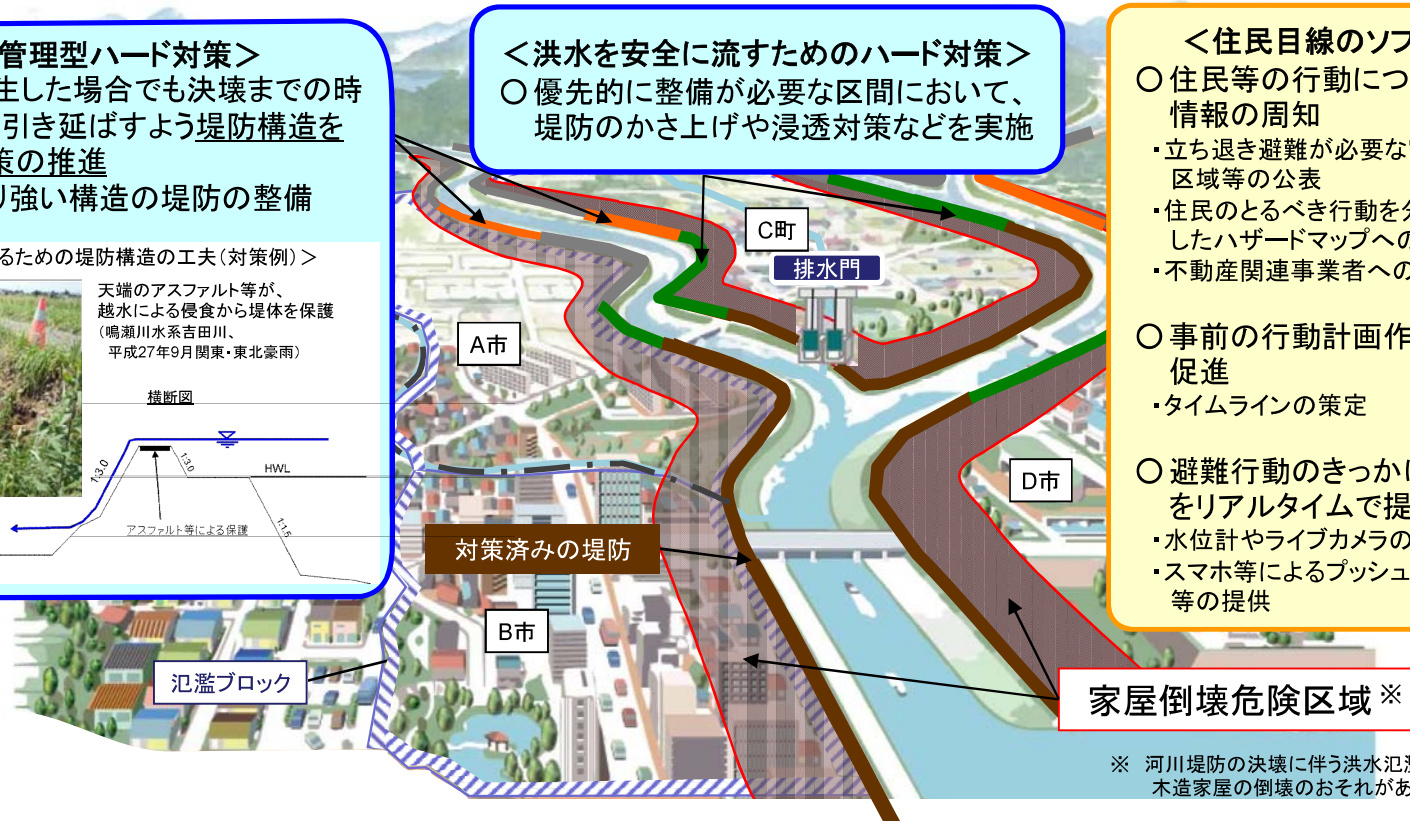 管理型ハード対策＞
生した場合でも決壊までの時
引き延ばすよう堤防構造を
策の推進
り強い構造の堤防の整備
るための堤防構造の工夫（対策例）＞
天端のアスファルト等が、
越水による侵食から堤体を保護
（鳴瀬川水系吉田川、
平成27年9月関東・東北豪雨）
横断図
1:3.0
1:3.0
HWL
1:1.5
アスファルト等による保護
＜洪水を安全に流すためのハード対策＞
○ 優先的に整備が必要な区間において、
堤防のかさ上げや浸透対策などを実施
＜住民目線のソフ
○ 住民等の行動につ
情報の周知
・立ち退き避難が必要な
区域等の公表
・住民のとるべき行動を分
したハザードマップへの
・不動産関連事業者への
○ 事前の行動計画作
促進
・タイムラインの策定
○ 避難行動のきっかけ
をリアルタイムで提
・水位計やライブカメラの
・スマホ等によるプッシュ
等の提供
C町
排水門
A市
D市
対策済みの堤防
B市
氾濫ブロック
家屋倒壊危険区域※
※ 河川堤防の決壊に伴う洪水氾濫
木造家屋の倒壊のおそれがあ